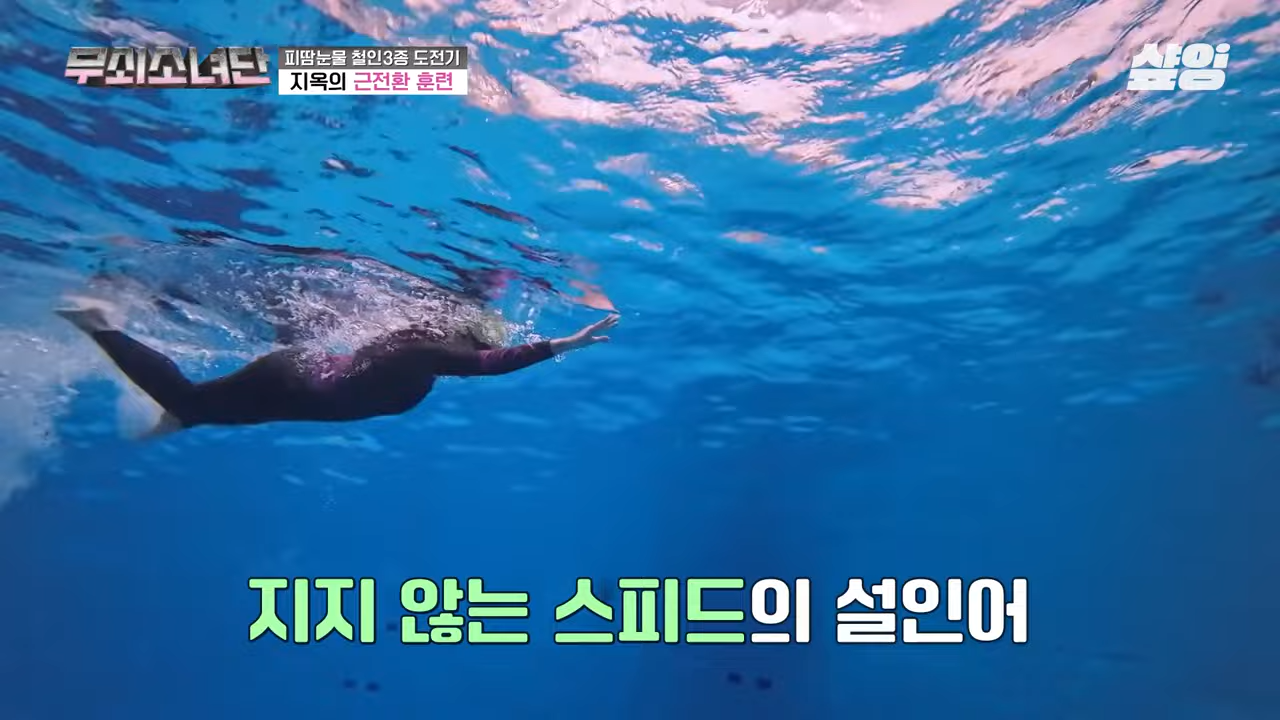 무쇠소녀단
피땀눈물 철인3종 도전기
지옥의 근전환 훈련
샾잉
지지 않는 스피드의 설인어